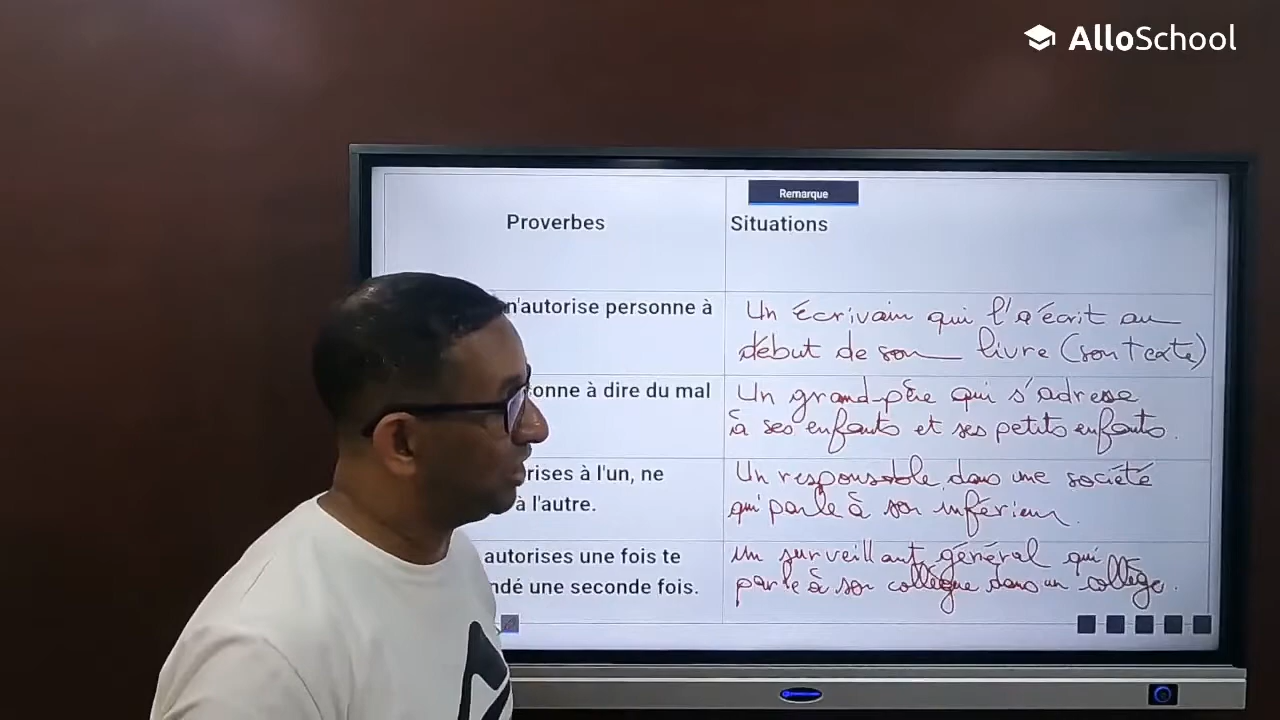 AlloSchool
Remarque
Proverbes
Situations
n'autorise personne à
Un écrivain qui l'a écrit au
début de son livre (son texte)
onne à dire du mal
Un grand-père qui s'adresse
à ses enfants et ses petits enfants.
rises à l'un, ne
à l'autre.
Un responsable dans une société
qui parle à son inférieur.
autorises une fois te
ndé une seconde fois.
Un surveillant général qui
parle à son collègue dans un collège.